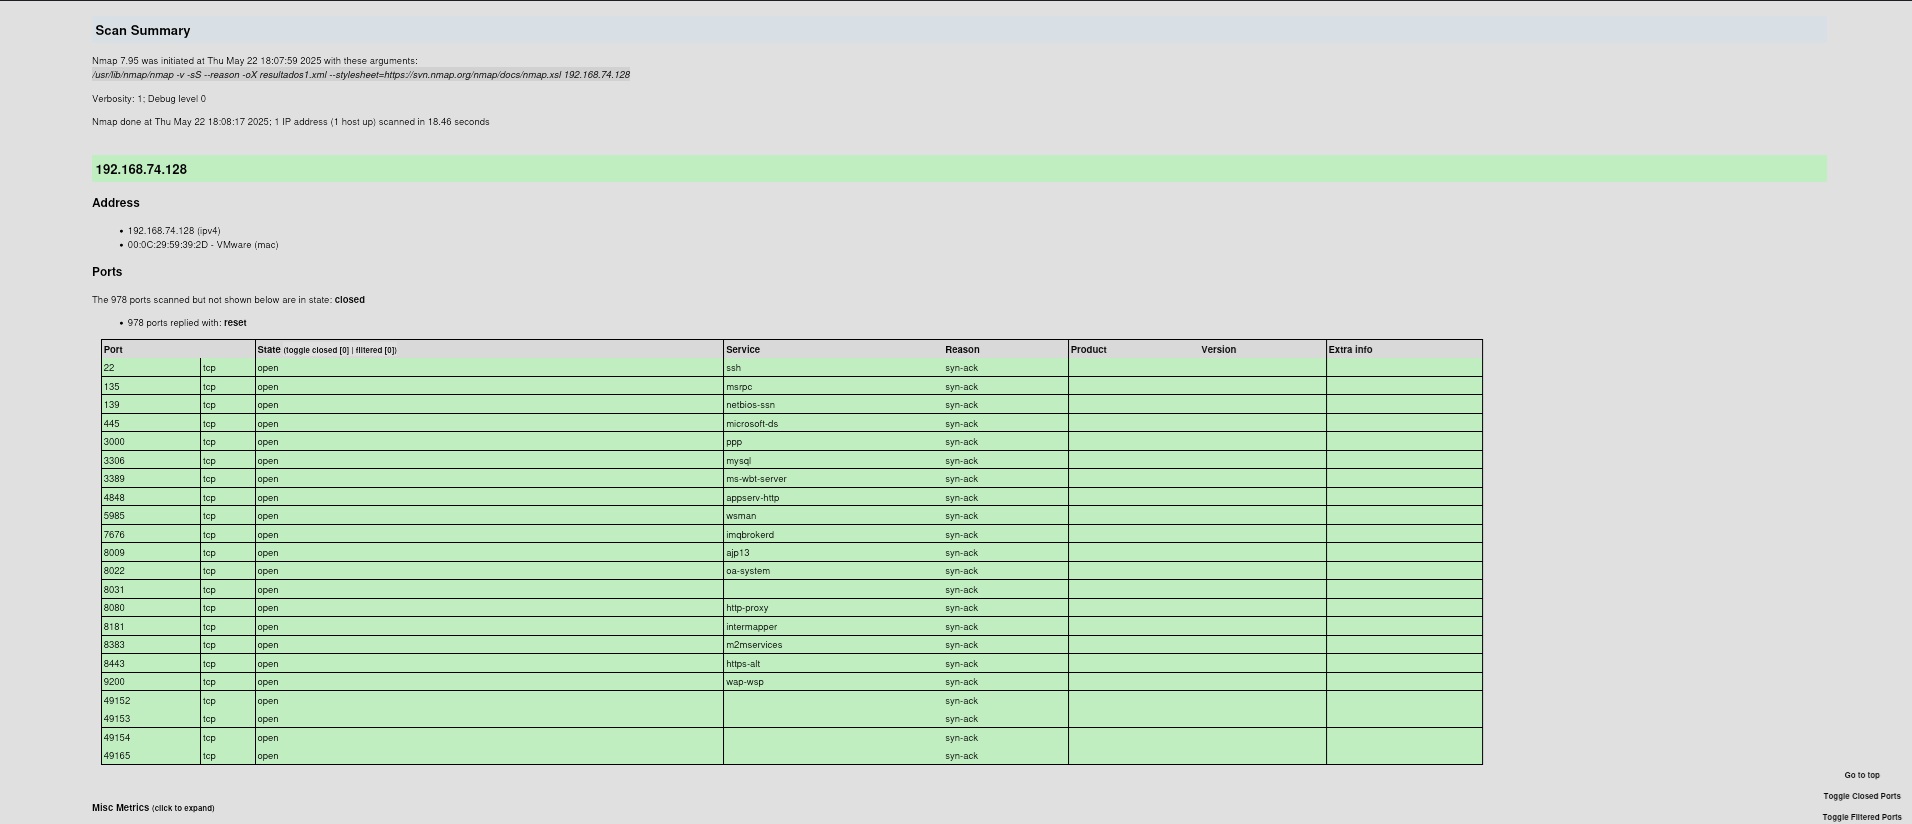 Scan Summary
Nmap 7.95 was initiated at Thu May 22 18:07:59 2025 with these arguments:
/usr/lib/nmap/nmap -v -sS --reason -oX resultados1.xml --stylesheet=https://svn.nmap.org/nmap/docs/nmap.xsl 192.168.74.128
Verbosity: 1; Debug level 0
Nmap done at Thu May 22 18:08:17 2025; 1 IP address (1 host up) scanned in 18.46 seconds
192.168.74.128
Address
• 192.168.74.128 (ipv4)
• 00:0C:29:59:39:2D - VMware (mac)
Ports
The 978 ports scanned but not shown below are in state: closed
• 978 ports replied with: reset
Port State (toggle closed [0] | filtered [0]) Service Reason Product Version Extra info
22 tcp open ssh syn-ack
135 tcp open msrpc syn-ack
139 tcp open netbios-ssn syn-ack
445 tcp open microsoft-ds syn-ack
3000 tcp open ppp syn-ack
3306 tcp open mysql syn-ack
3389 tcp open ms-wbt-server syn-ack
4848 tcp open appserv-http syn-ack
5985 tcp open wsman syn-ack
7676 tcp open imqbrokerd syn-ack
8009 tcp open ajp13 syn-ack
8022 tcp open oa-system syn-ack
8031 tcp open syn-ack
8080 tcp open http-proxy syn-ack
8181 tcp open intermapper syn-ack
8383 tcp open m2mservices syn-ack
8443 tcp open https-alt syn-ack
9200 tcp open wap-wsp syn-ack
49152 tcp open syn-ack
49153 tcp open syn-ack
49154 tcp open syn-ack
49165 tcp open syn-ack
Go to top
Toggle Closed Ports
Misc Metrics (click to expand)
Toggle Filtered Ports